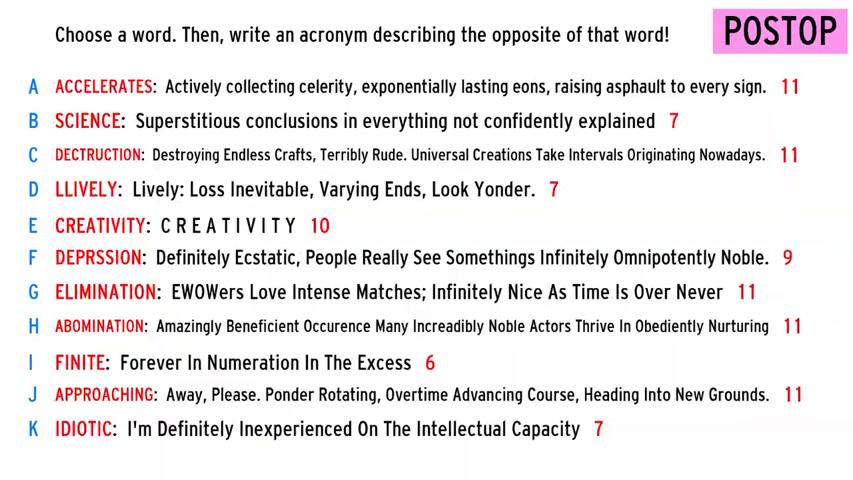 Choose a word. Then, write an acronym describing the opposite of that word! POSTOP
A ACCELERATES: Actively collecting celerity, exponentially lasting eons, raising asphault to every sign. 11
B SCIENCE: Superstitious conclusions in everything not confidently explained 7
C DECTRUCTION: Destroying Endless Crafts, Terribly Rude. Universal Creations Take Intervals Originating Nowadays. 11
D LLIVELY: Lively: Loss Inevitable, Varying Ends, Look Yonder. 7
E CREATIVITY: C R E A T I V I T Y 10
F DEPRSSION: Definitely Ecstatic, People Really See Somethings Infinitely Omnipotently Noble. 9
G ELIMINATION: EWOWers Love Intense Matches; Infinitely Nice As Time Is Over Never 11
H ABOMINATION: Amazingly Beneficient Occurence Many Increadibly Noble Actors Thrive In Obediently Nurturing 11
I FINITE: Forever In Numeration In The Excess 6
J APPROACHING: Away, Please. Ponder Rotating, Overtime Advancing Course, Heading Into New Grounds. 11
K IDIOTIC: I'm Definitely Inexperienced On The Intellectual Capacity 7